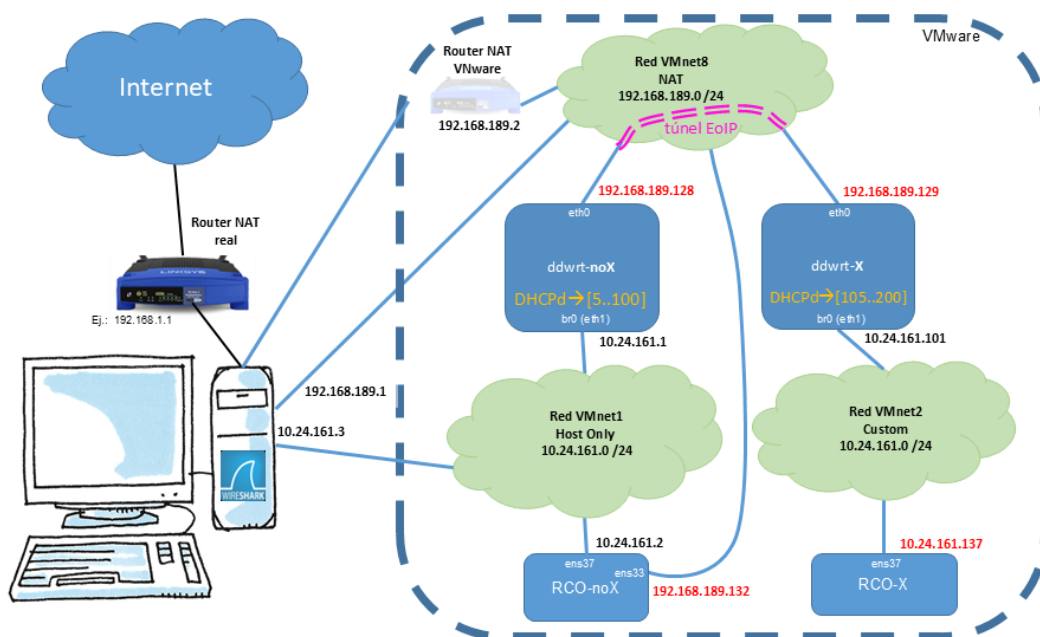 VMware
Internet
Router NAT
VNware
192.168.189.2
Red VMnet8
NAT
192.168.189.0 /24
túnel EoIP
Router NAT
real
LINKSYS
Ej.: 192.168.1.1
192.168.189.128
192.168.189.129
eth0
ddwrt-noX
DHCPd→[5..100]
br0 (eth1)
eth0
ddwrt-X
DHCPd→[105..200]
br0 (eth1)
10.24.161.1
10.24.161.101
192.168.189.1
10.24.161.3
WIRESHARK
Red VMnet1
Host Only
10.24.161.0 /24
Red VMnet2
Custom
10.24.161.0 /24
10.24.161.2
ens37
ens33
RCO-noX
192.168.189.132
10.24.161.137
ens37
RCO-X